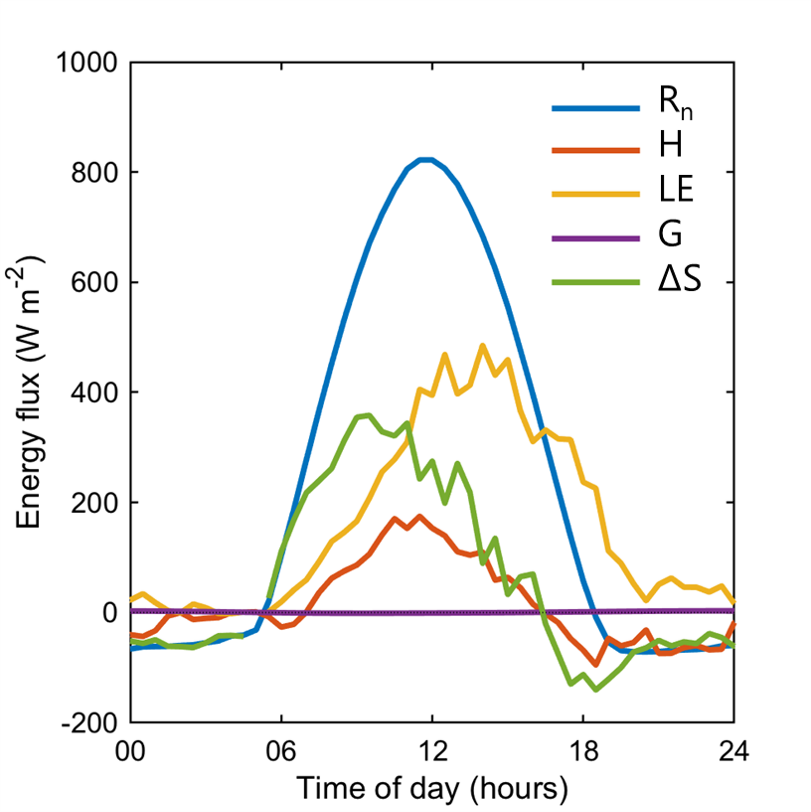 1000
800
600
400
200
0
-200
00 06 12 18 24
Time of day (hours)
Energy flux (W m⁻²)
Rₙ
H
LE
G
ΔS